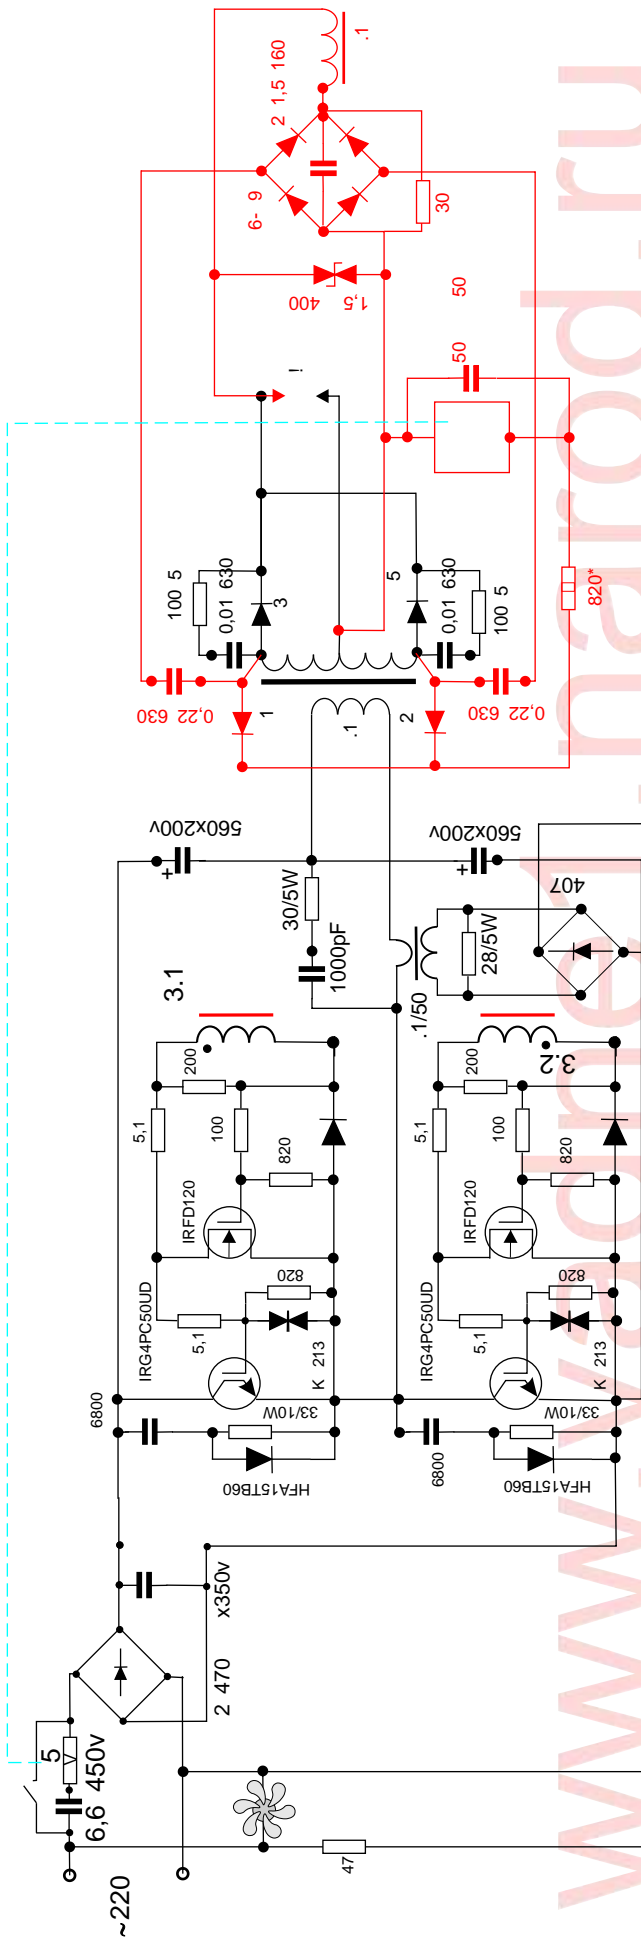 .1
2 1,5 160
6- 9
30
400
1,5
50
50
!
100 5
0,01 630
3
5
0,01 630
100 5
820*
0,22 630
1
.1
2
0,22 630
560x200v
+
560x200v
+
30/5W
1000pF
407
28/5W
.1/50
3.1
200
5,1
100
820
IRFD120
820
IRG4PC50UD
5,1
K 213
33/10W
6800
HFA15TB60
3.2
200
5,1
100
820
IRFD120
820
IRG4PC50UD
5,1
K 213
33/10W
6800
HFA15TB60
x350v
2 470
5
V
450v
6,6
47
~220
www.vadne1.narod.ru